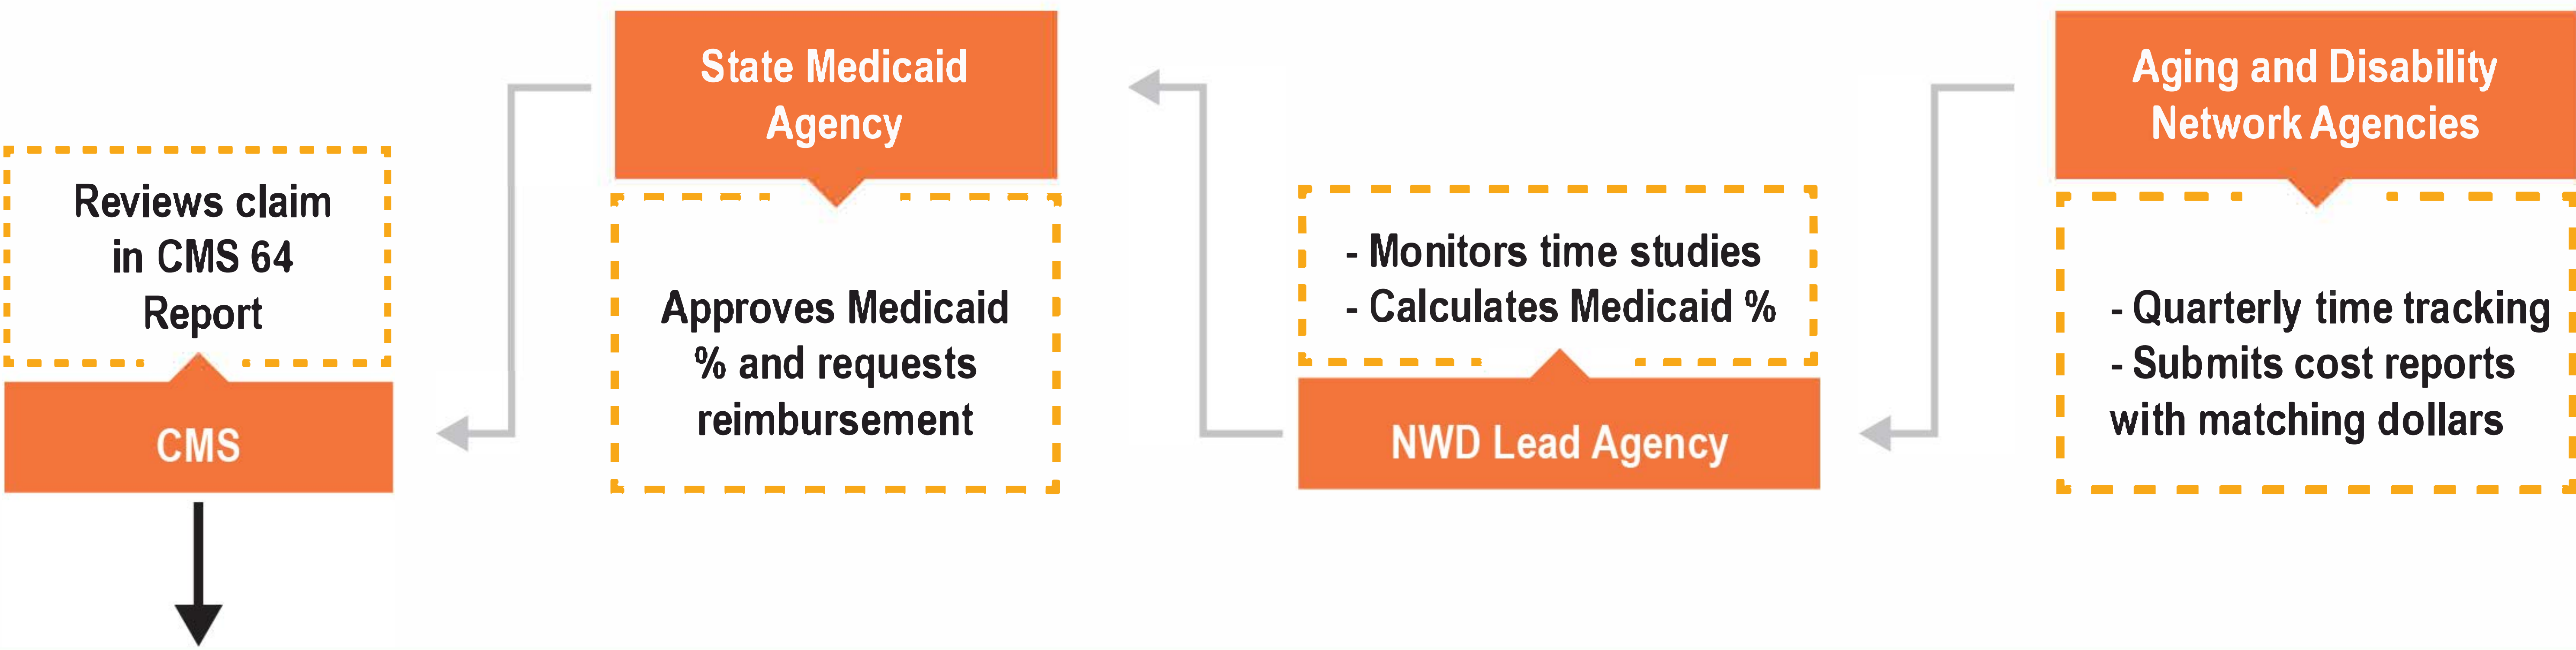 Reviews claim
in CMS 64
Report
CMS
State Medicaid
Agency
Approves Medicaid
% and requests
reimbursement
- Monitors time studies
- Calculates Medicaid %
NWD Lead Agency
Aging and Disability
Network Agencies
- Quarterly time tracking
- Submits cost reports
with matching dollars